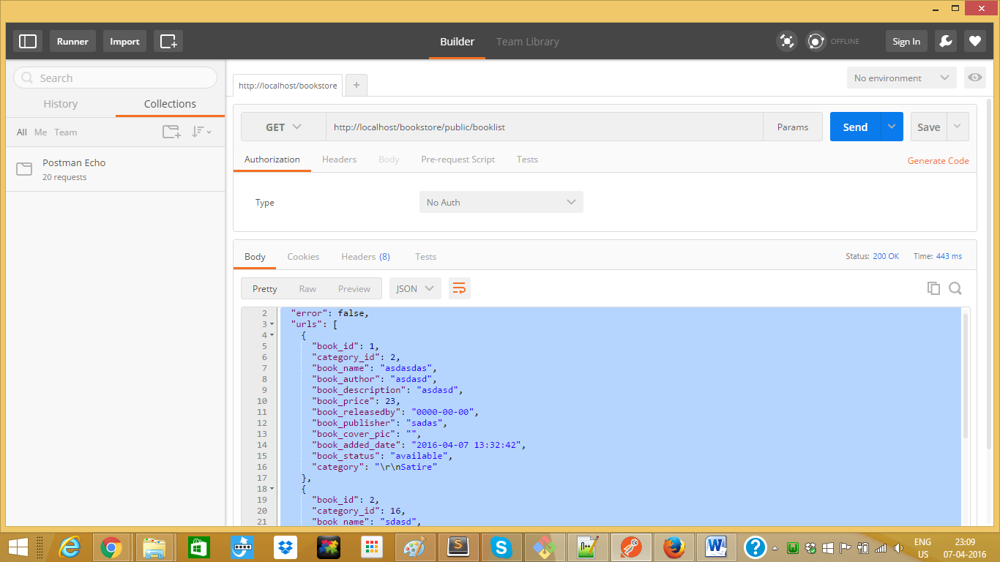 Runner
Import
Builder
Team Library
OFFLINE
Sign In
Search
History
Collections
All Me Team
Postman Echo
20 requests
http://localhost/bookstore
+
No environment
GET
http://localhost/bookstore/public/booklist
Params
Send
Save
Authorization
Headers
Body
Pre-request Script
Tests
Generate Code
Type
No Auth
Body
Cookies
Headers (8)
Tests
Status: 200 OK
Time: 443 ms
Pretty
Raw
Preview
JSON
2 "error": false,
3 "urls": [
4 {
5 "book_id": 1,
6 "category_id": 2,
7 "book_name": "asdasdas",
8 "book_author": "asdasd",
9 "book_description": "asdasd",
10 "book_price": 23,
11 "book_releasedby": "0000-00-00",
12 "book_publisher": "sadas",
13 "book_cover_pic": "",
14 "book_added_date": "2016-04-07 13:32:42",
15 "book_status": "available",
16 "category": "\r\nSatire"
17 },
18 {
19 "book_id": 2,
20 "category_id": 16,
21 "book_name": "sdasd",
ENG
US
23:09
07-04-2016